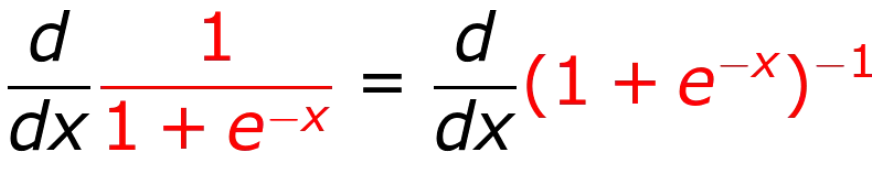 d/dx 1/(1 + e^{−x}) = d/dx (1 + e^{−x})^{−1}